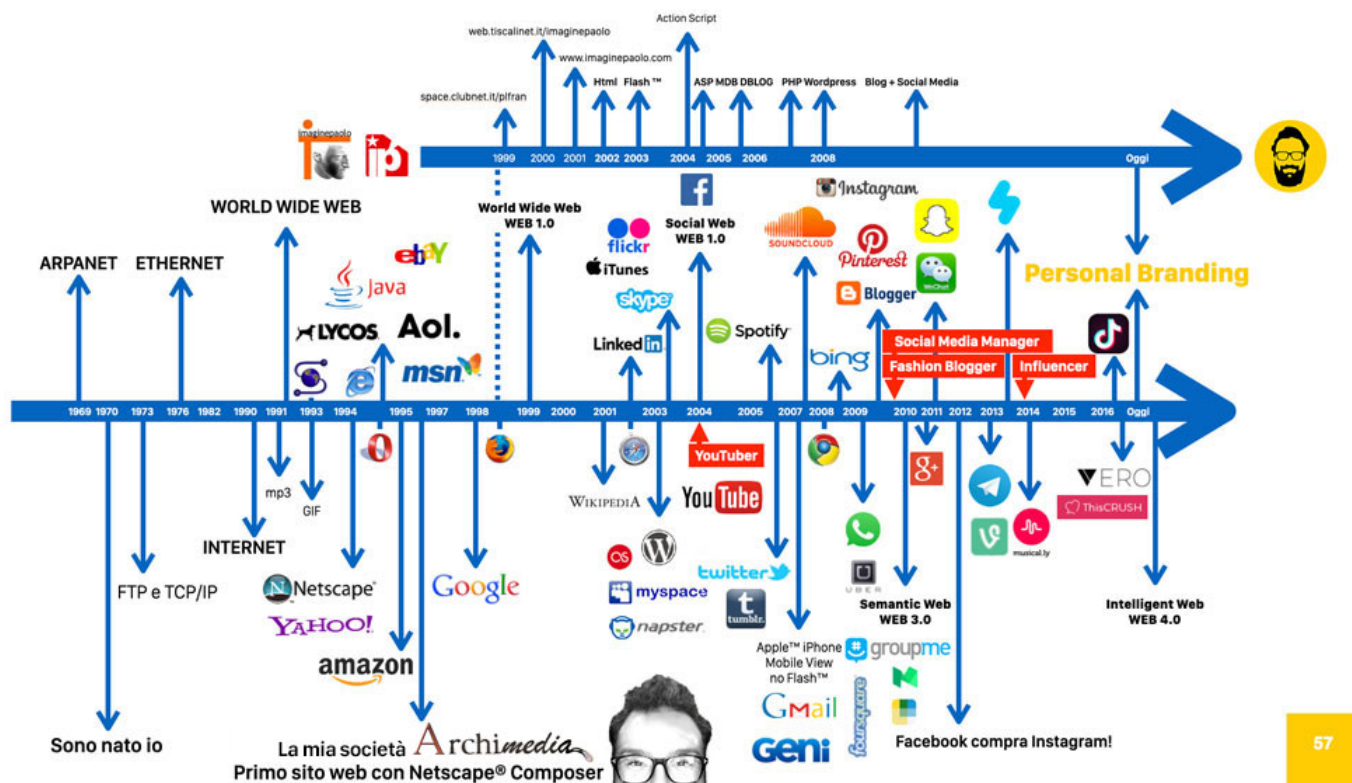 Action Script
web.tiscalinet.it/imaginepaolo
www.imaginepaolo.com
Html Flash ™ ASP MDB DBLOG PHP Wordpress Blog + Social Media
space.clubnet.it/plfran
imaginepaolo
ip
1999 2000 2001 2002 2003 2004 2005 2006 2008 Oggi
Instagram
WORLD WIDE WEB
World Wide Web
WEB 1.0
Social Web
WEB 1.0
flickr
SOUNDCLOUD
Pinterest
ebay
ARPANET
ETHERNET
Java
iTunes
WeChat
Personal Branding
skype
Blogger
LYCOS
Aol.
Linked in
Spotify
bing
msn
Social Media Manager
Fashion Blogger
Influencer
1969 1970 1973 1976 1982 1990 1991 1993 1994 1995 1997 1998 1999 2000 2001 2003 2004 2005 2007 2008 2009 2010 2011 2012 2013 2014 2015 2016 Oggi
YouTuber
g+
mp3
GIF
WIKIPEDIA
YouTube
VERO
ThisCRUSH
musical.ly
INTERNET
FTP e TCP/IP
N Netscape®
YAHOO!
Google
os
W
myspace
napster
twitter
t
tumblr.
UBER
Semantic Web
WEB 3.0
Intelligent Web
WEB 4.0
amazon
Apple™ iPhone
Mobile View
no Flash™
groupme
GMail
Geni
foursquare
Sono nato io
La mia società Archimedia
Primo sito web con Netscape® Composer
Facebook compra Instagram!
57